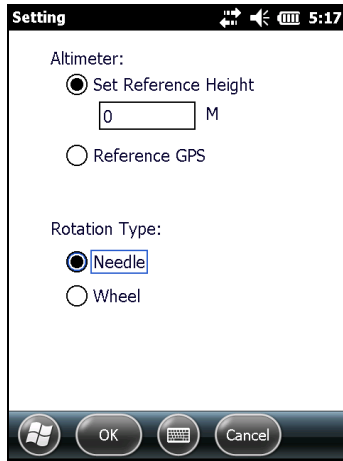 Setting 5:17
Altimeter:
Set Reference Height
0 M
Reference GPS
Rotation Type:
Needle
Wheel
OK Cancel